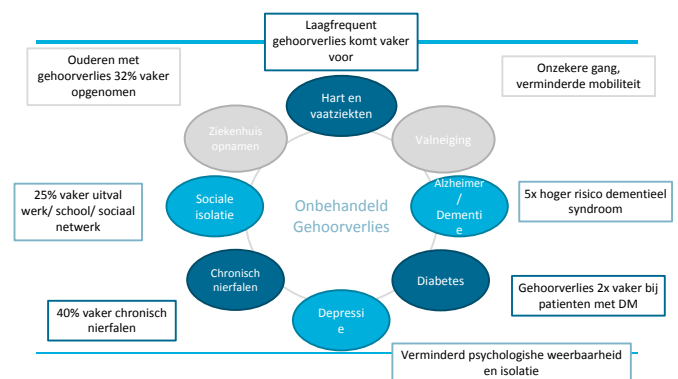 Laagfrequent
gehoorverlies komt vaker
voor
Ouderen met
gehoorverlies 32% vaker
opgenomen
Onzekere gang,
verminderde mobiliteit
Hart en
vaatziekten
Ziekenhuis
opnamen
Valneiging
25% vaker uitval
werk/ school/ sociaal
netwerk
Sociale
isolatie
Onbehandeld
Gehoorverlies
Alzheimer
/
Dementi
e
5x hoger risico dementieel
syndroom
Chronisch
nierfalen
Diabetes
Gehoorverlies 2x vaker bij
patienten met DM
40% vaker chronisch
nierfalen
Depressi
e
Verminderd psychologishe weerbaarheid
en isolatie